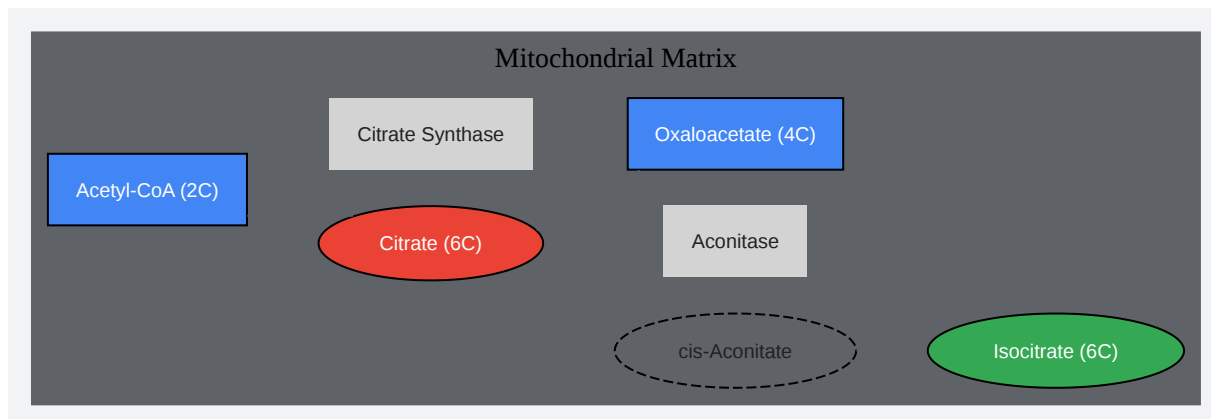 Mitochondrial Matrix
Citrate Synthase
Oxaloacetate (4C)
Acetyl-CoA (2C)
Citrate (6C)
Aconitase
cis-Aconitate
Isocitrate (6C)